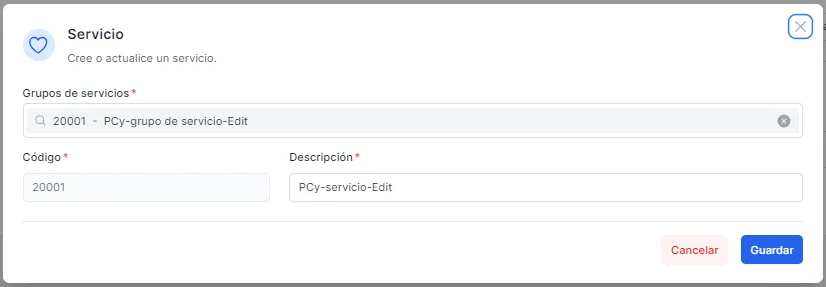 Servicio
Cree o actualice un servicio.
Grupos de servicios *
20001 - PCy-grupo de servicio-Edit
Código * Descripción *
20001 PCy-servicio-Edit
Cancelar Guardar